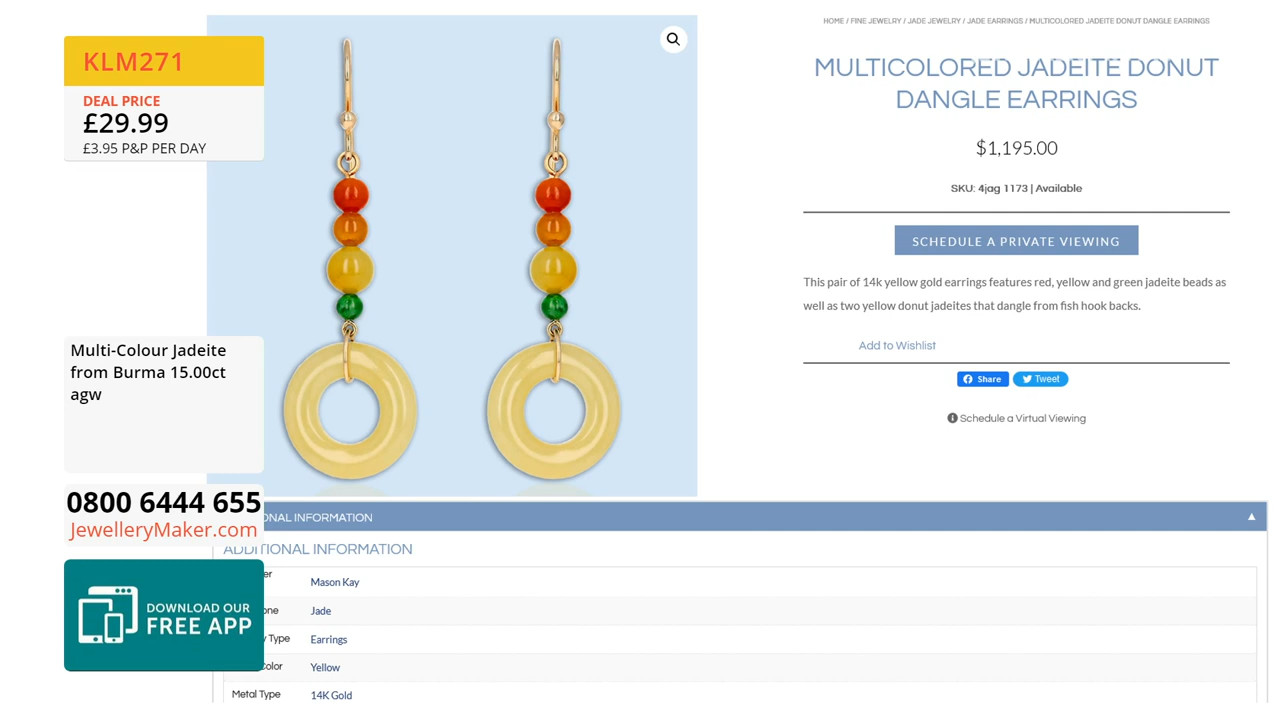 KLM271
DEAL PRICE
£29.99
£3.95 P&P PER DAY
Multi-Colour Jadeite
from Burma 15.00ct
agw
0800 6444 655
JewelleryMaker.com
DOWNLOAD OUR
FREE APP
HOME / FINE JEWELRY / JADE JEWELRY / JADE EARRINGS / MULTICOLORED JADEITE DONUT DANGLE EARRINGS
MULTICOLORED JADEITE DONUT
DANGLE EARRINGS
$1,195.00
SKU: 4jag 1173 | Available
SCHEDULE A PRIVATE VIEWING
This pair of 14k yellow gold earrings features red, yellow and green jadeite beads as
well as two yellow donut jadeites that dangle from fish hook backs.
Add to Wishlist
Share Tweet
Schedule a Virtual Viewing
ONAL INFORMATION
ADDITIONAL INFORMATION
er Mason Kay
one Jade
y Type Earrings
Color Yellow
Metal Type 14K Gold